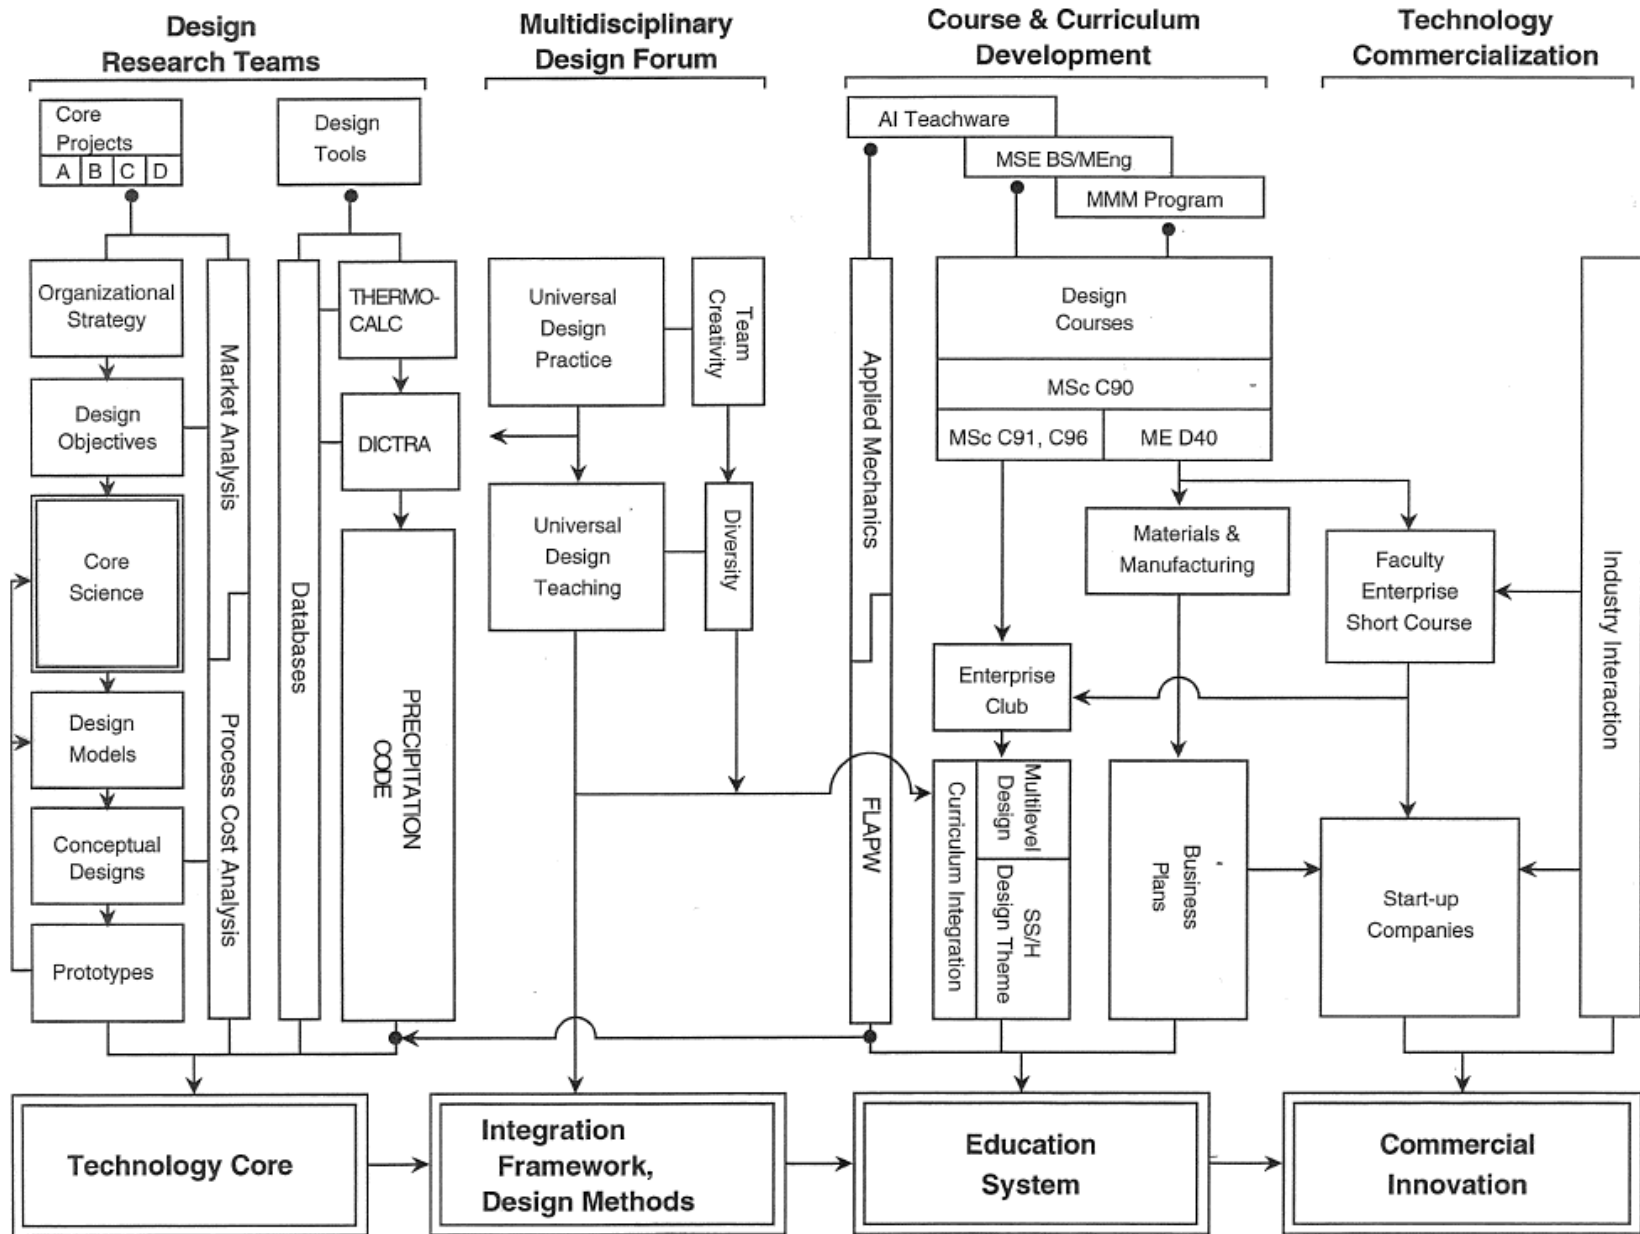 Design
Research Teams
Multidisciplinary
Design Forum
Course & Curriculum
Development
Technology
Commercialization
Core
Projects
A B C D
Design
Tools
AI Teachware
MSE BS/MEng
MMM Program
Organizational
Strategy
Design
Objectives
Core
Science
Design
Models
Conceptual
Designs
Prototypes
Market Analysis
Process Cost Analysis
Databases
THERMO-
CALC
DICTRA
PRECIPITATION
CODE
Universal
Design
Practice
Team
Creativity
Universal
Design
Teaching
Diversity
Applied Mechanics
FLAPW
Design
Courses
MSc C90
MSc C91, C96
ME D40
Materials &
Manufacturing
Faculty
Enterprise
Short Course
Industry Interaction
Enterprise
Club
Curriculum Integration
Multilevel
Design
SS/H
Design Theme
Business
Plans
Start-up
Companies
Technology Core
Integration
Framework,
Design Methods
Education
System
Commercial
Innovation